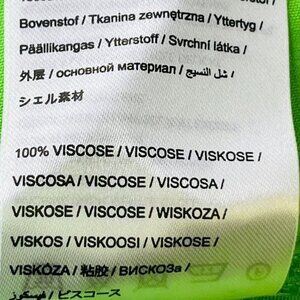 Bovenstof / Tkanina zewnętrzna / Yttertyg /
Päällikangas / Ytterstoff / Svrchní látka /
外層 / основной материал / شل النسيج /
シェル素材
100% VISCOSE / VISCOSE / VISKOSE /
VISCOSA / VISCOSE / VISCOSA /
VISKOSE / VISCOSE / WISKOZA /
VISKOS / VISKOOSI / VISKOSE /
VISKÓZA / 粘胶 / ВИСКОЗа /
فيسكوز / ビスコース